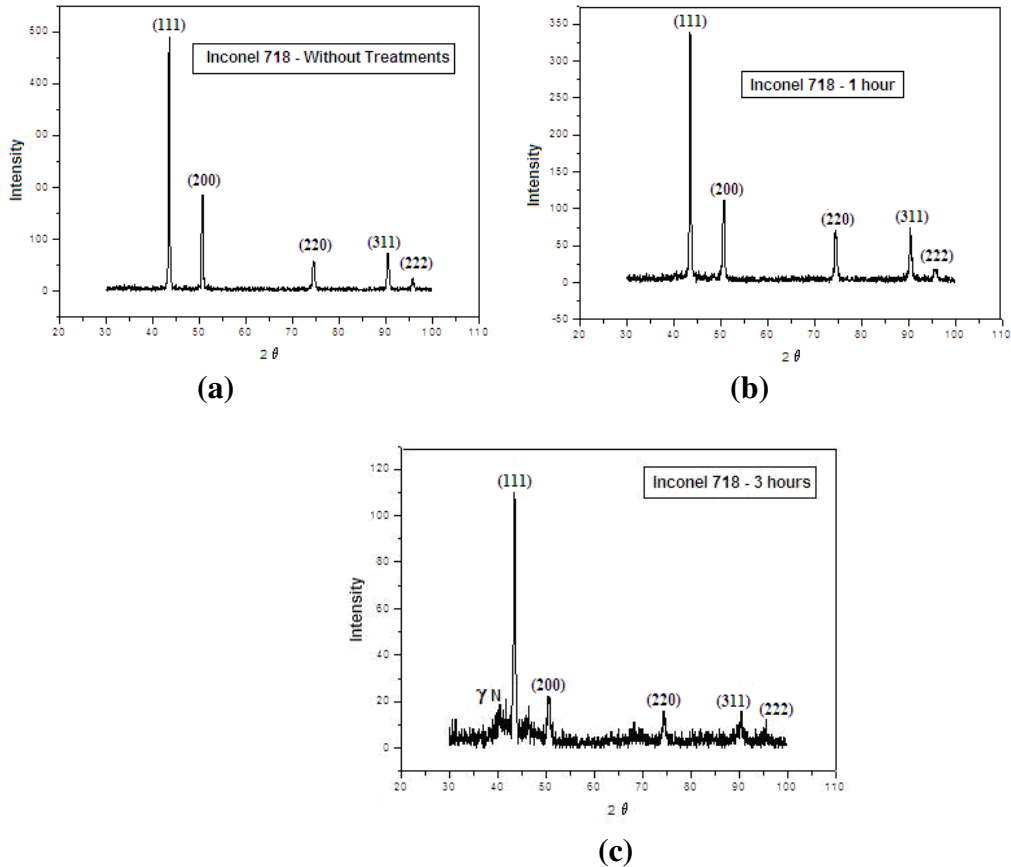 (111)
Inconel 718 - Without Treatments
(200)
(220)
(311)
(222)
Intensity
500
00
00
00
100
0
20 30 40 50 60 70 80 90 100 110
2 θ
(a)
(111)
Inconel 718 - 1 hour
(200)
(220)
(311)
(222)
Intensity
350
300
250
200
150
100
50
0
-50
20 30 40 50 60 70 80 90 100 110
2 θ
(b)
(111)
Inconel 718 - 3 hours
γ N
(200)
(220)
(311)
(222)
Intensity
120
100
80
60
40
20
0
20 30 40 50 60 70 80 90 100 110
2 θ
(c)